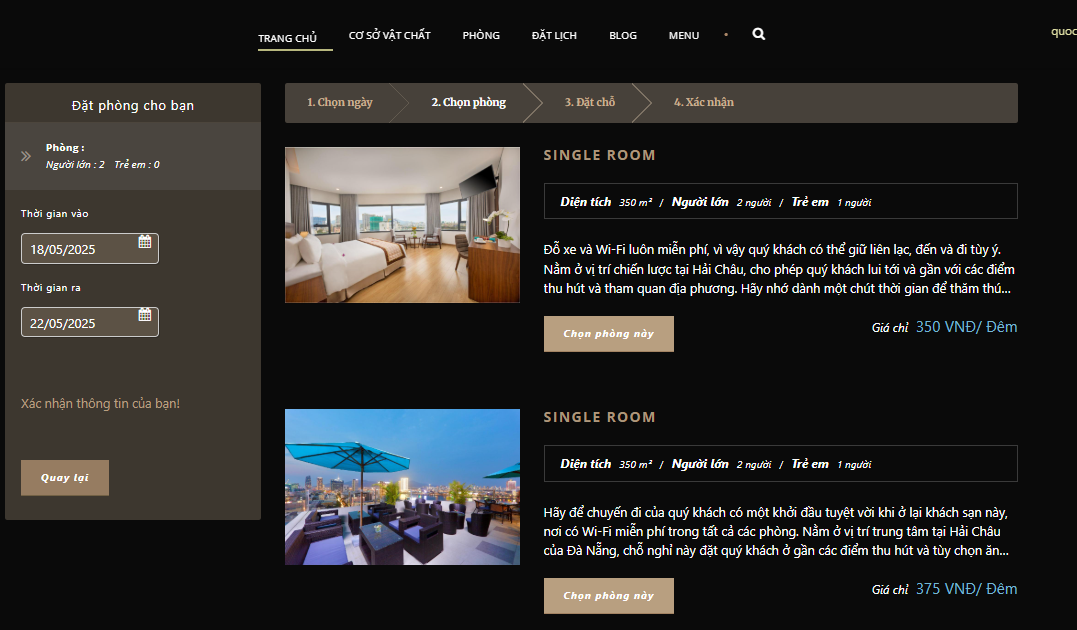 TRANG CHỦ CƠ SỞ VẬT CHẤT PHÒNG ĐẶT LỊCH BLOG MENU
quoc
Đặt phòng cho bạn
Phòng :
Người lớn : 2 Trẻ em : 0
Thời gian vào
18/05/2025
Thời gian ra
22/05/2025
Xác nhận thông tin của bạn!
Quay lại
1. Chọn ngày 2. Chọn phòng 3. Đặt chỗ 4. Xác nhận
SINGLE ROOM
Diện tích 350 m² / Người lớn 2 người / Trẻ em 1 người
Đỗ xe và Wi-Fi luôn miễn phí, vì vậy quý khách có thể giữ liên lạc, đến và đi tùy ý.
Nằm ở vị trí chiến lược tại Hải Châu, cho phép quý khách lui tới và gần với các điểm
thu hút và tham quan địa phương. Hãy nhớ dành một chút thời gian để thăm thú...
Chọn phòng này
Giá chỉ 350 VNĐ/ Đêm
SINGLE ROOM
Diện tích 350 m² / Người lớn 2 người / Trẻ em 1 người
Hãy để chuyến đi của quý khách có một khởi đầu tuyệt vời khi ở lại khách sạn này,
nơi có Wi-Fi miễn phí trong tất cả các phòng. Nằm ở vị trí trung tâm tại Hải Châu
của Đà Nẵng, chỗ nghỉ này đặt quý khách ở gần các điểm thu hút và tùy chọn ăn...
Chọn phòng này
Giá chỉ 375 VNĐ/ Đêm